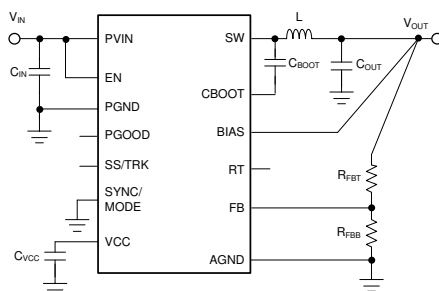 VIN
VOUT
L
PVIN
SW
CIN
CBOOT
COUT
EN
PGND
CBOOT
PGOOD
BIAS
SS/TRK
RT
RFBT
SYNC/
MODE
FB
RFBB
VCC
CVCC
AGND